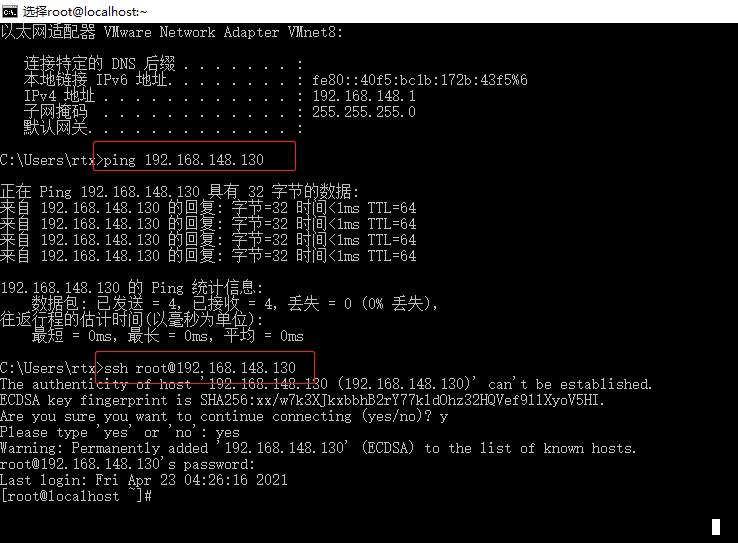 选择root@localhost:~
以太网适配器 VMware Network Adapter VMnet8:
连接特定的 DNS 后缀 . . . . . . . :
本地链接 IPv6 地址. . . . . . . . : fe80::40f5:bc1b:172b:43f5%6
IPv4 地址 . . . . . . . . . . . . : 192.168.148.1
子网掩码 . . . . . . . . . . . . : 255.255.255.0
默认网关. . . . . . . . . . . . . :
C:\Users\rtx>ping 192.168.148.130
正在 Ping 192.168.148.130 具有 32 字节的数据:
来自 192.168.148.130 的回复: 字节=32 时间<1ms TTL=64
来自 192.168.148.130 的回复: 字节=32 时间<1ms TTL=64
来自 192.168.148.130 的回复: 字节=32 时间<1ms TTL=64
来自 192.168.148.130 的回复: 字节=32 时间<1ms TTL=64
192.168.148.130 的 Ping 统计信息:
数据包: 已发送 = 4，已接收 = 4，丢失 = 0 (0% 丢失)，
往返行程的估计时间(以毫秒为单位):
最短 = 0ms，最长 = 0ms，平均 = 0ms
C:\Users\rtx>ssh root@192.168.148.130
The authenticity of host '192.168.148.130 (192.168.148.130)' can't be established.
ECDSA key fingerprint is SHA256:xx/w7k3XJkxbbhB2rY77k1dOhz32HQVef911XyoV5HI.
Are you sure you want to continue connecting (yes/no)? y
Please type 'yes' or 'no': yes
Warning: Permanently added '192.168.148.130' (ECDSA) to the list of known hosts.
root@192.168.148.130's password:
Last login: Fri Apr 23 04:26:16 2021
[root@localhost ~]#